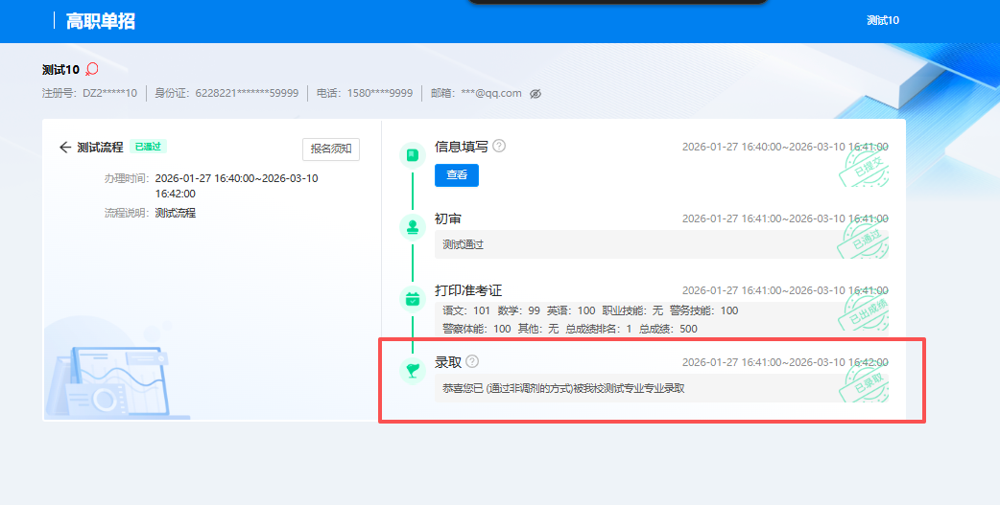 高职单招
测试10
测试10
注册号：DZ2*****10 身份证：6228221*******59999 电话：1580****9999 邮箱：***@qq.com
测试流程 已通过
报名须知
办理时间：2026-01-27 16:40:00~2026-03-10
16:42:00
流程说明：测试流程
信息填写 ?
2026-01-27 16:40:00~2026-03-10 16:41:00
查看
已提交
初审
2026-01-27 16:41:00~2026-03-10 16:41:00
测试通过
已通过
打印准考证
2026-01-27 16:41:00~2026-03-10 16:41:00
语文：101 数学：99 英语：100 职业技能：无 警务技能：100
警察体能：100 其他：无 总成绩排名：1 总成绩：500
已出成绩
录取 ?
2026-01-27 16:41:00~2026-03-10 16:42:00
恭喜您已 (通过非调剂的方式)被我校测试专业专业录取
已录取